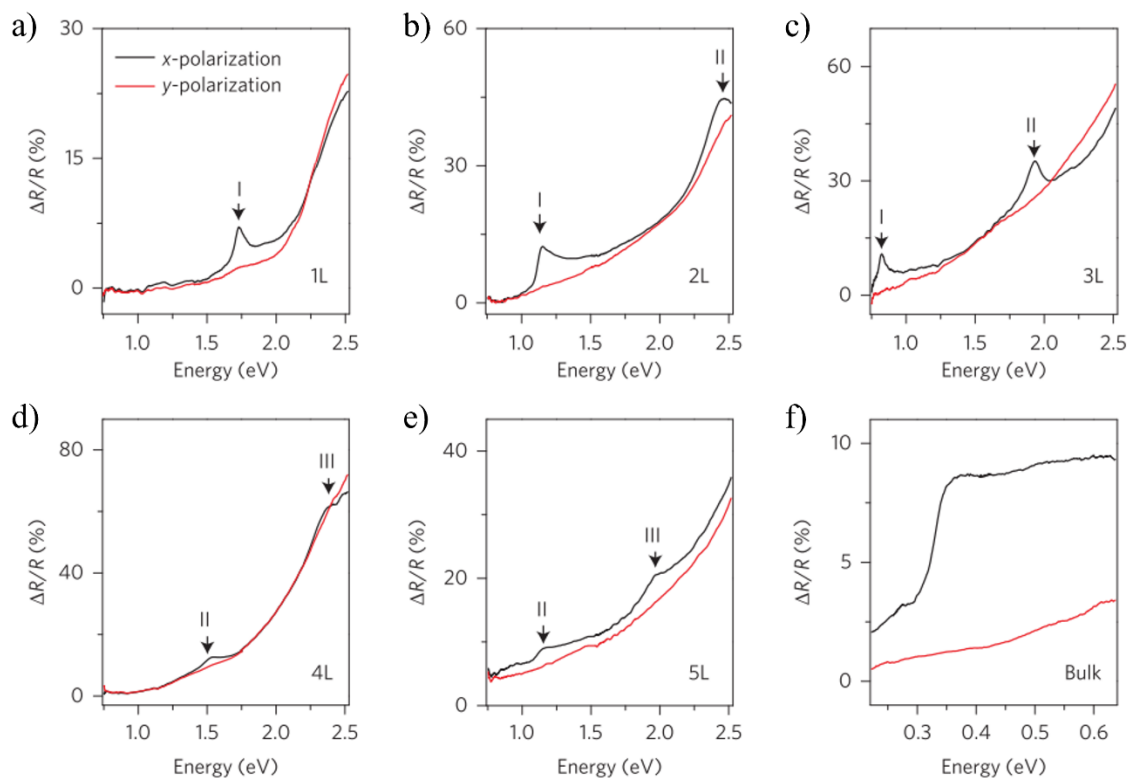 a)
30
15
0
ΔR/R (%)
x-polarization
y-polarization
I
1L
1.0 1.5 2.0 2.5
Energy (eV)
b)
60
30
0
ΔR/R (%)
I
II
2L
1.0 1.5 2.0 2.5
Energy (eV)
c)
60
30
0
ΔR/R (%)
I
II
3L
1.0 1.5 2.0 2.5
Energy (eV)
d)
80
40
0
ΔR/R (%)
II
III
4L
1.0 1.5 2.0 2.5
Energy (eV)
e)
40
20
0
ΔR/R (%)
II
III
5L
1.0 1.5 2.0 2.5
Energy (eV)
f)
10
5
0
ΔR/R (%)
Bulk
0.3 0.4 0.5 0.6
Energy (eV)